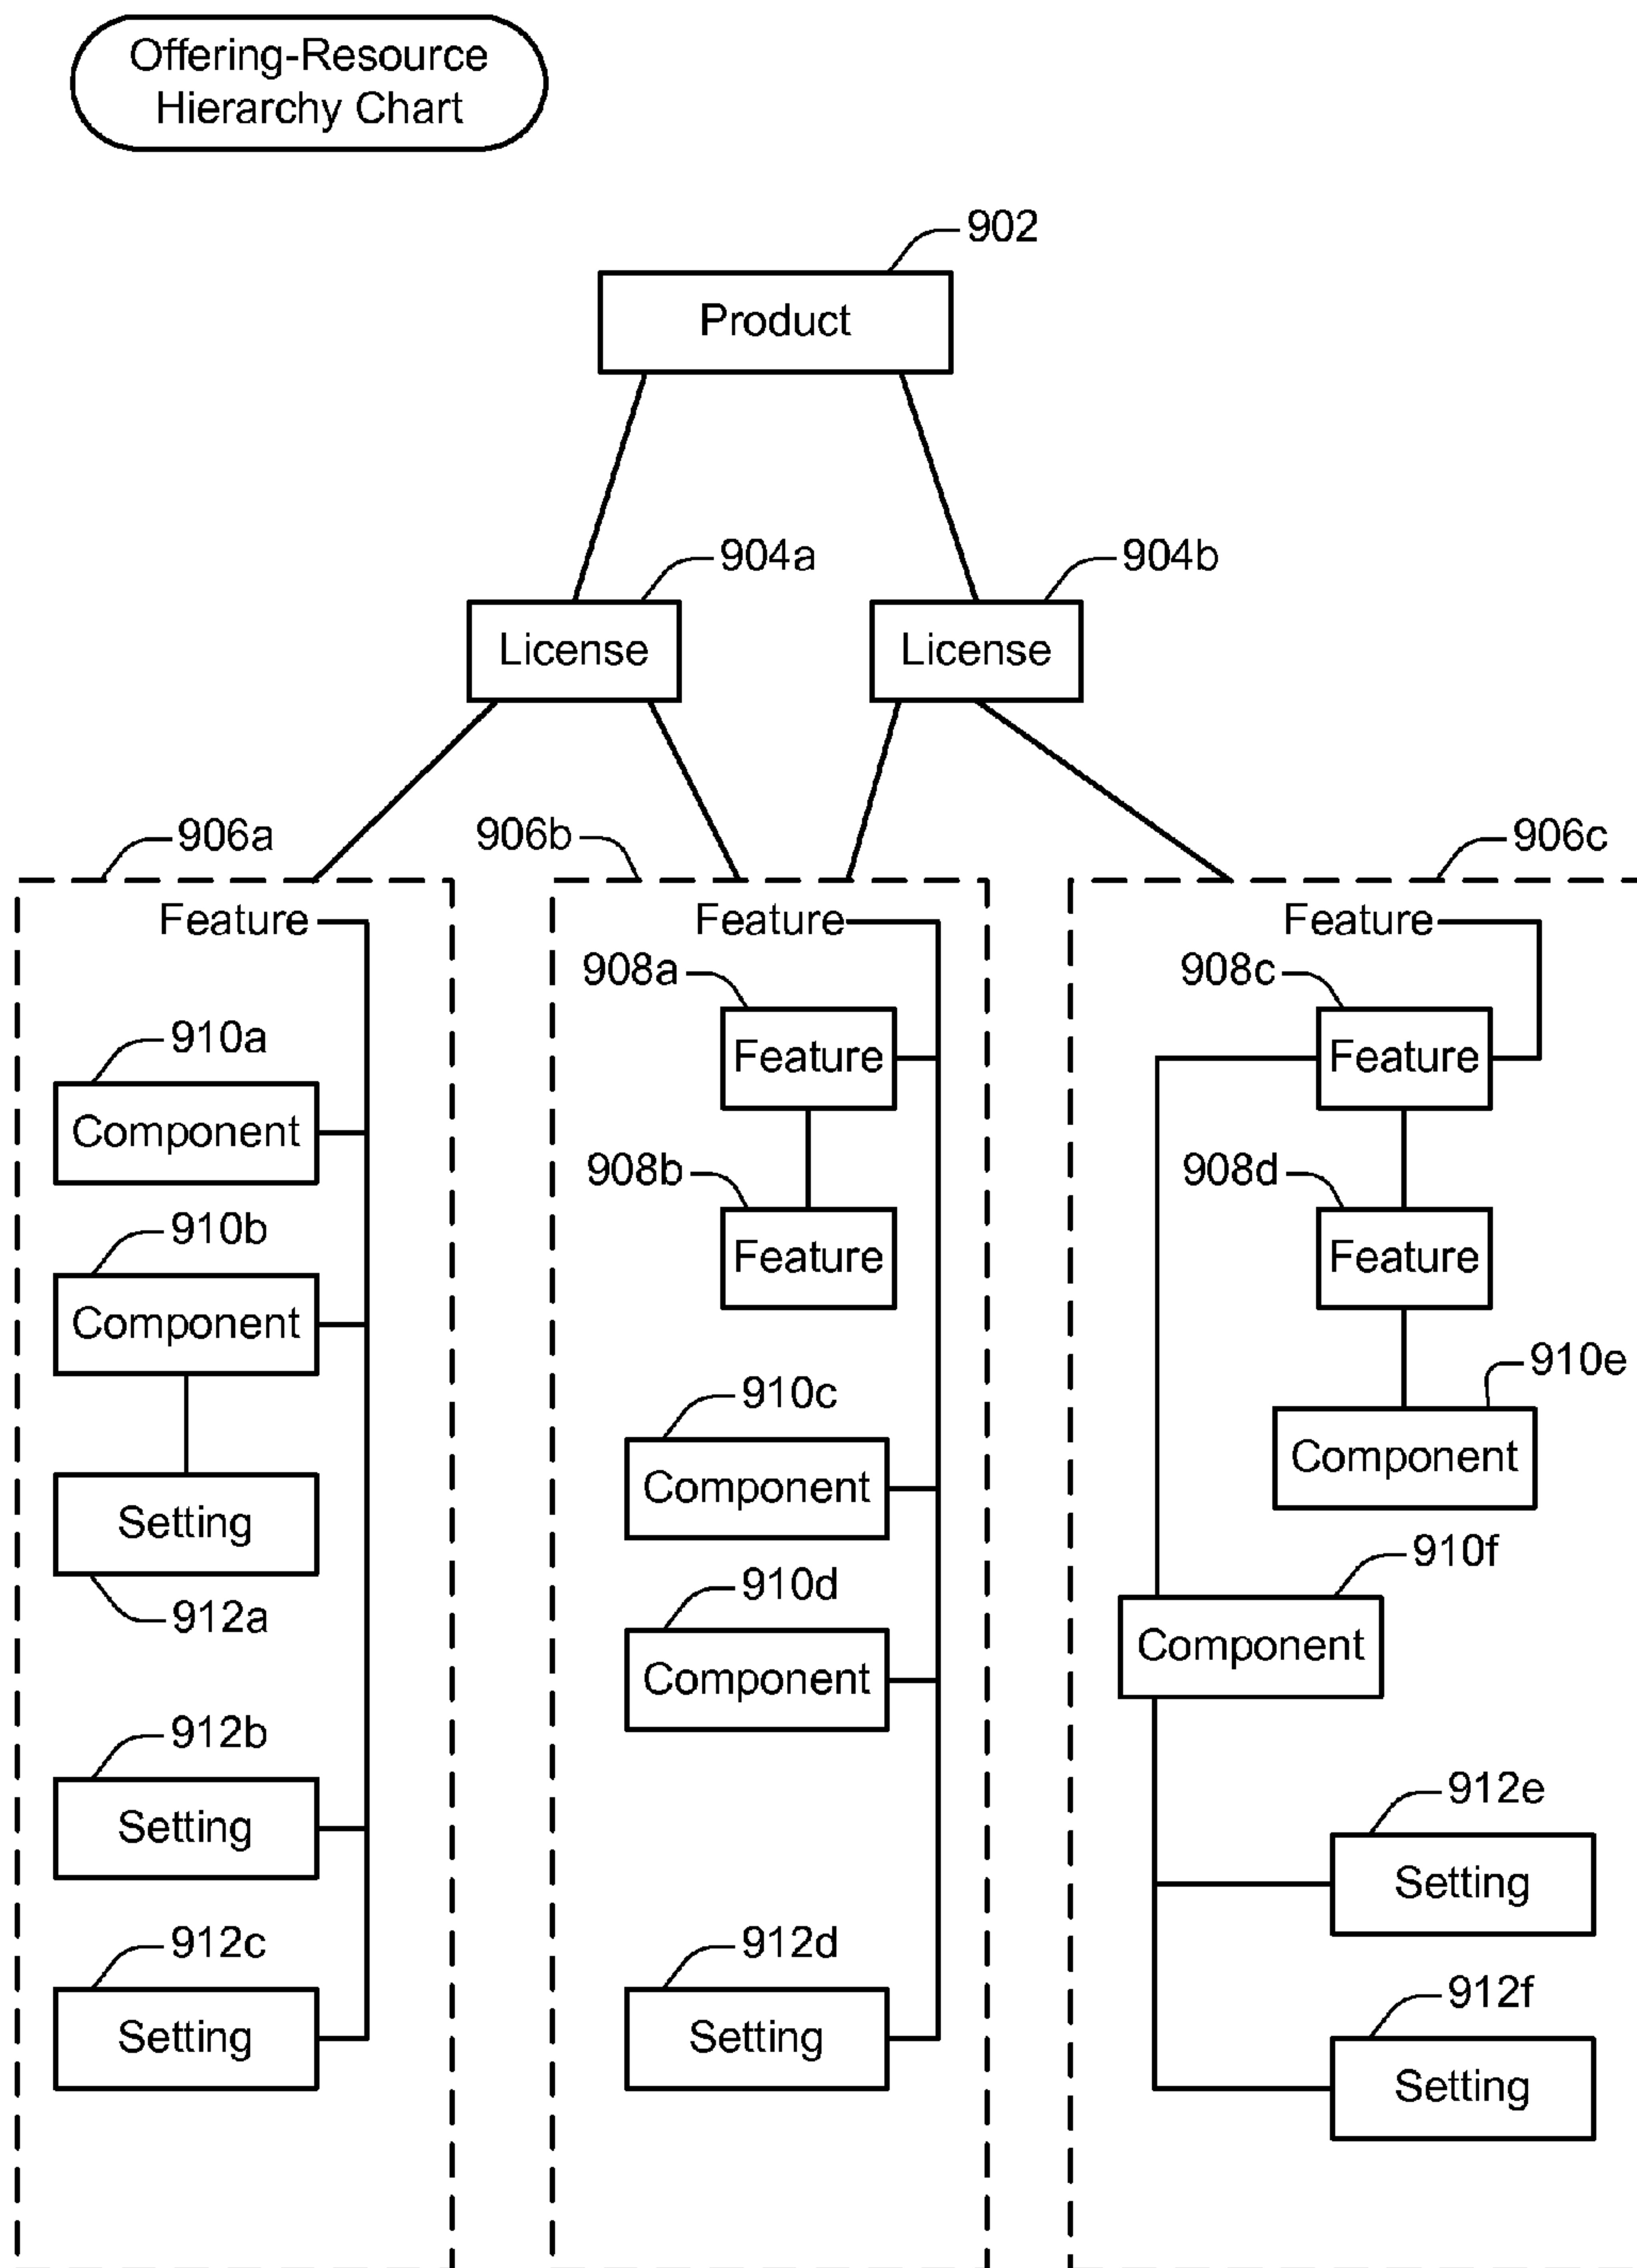 Offering-Resource
Hierarchy Chart
902
Product
904a
904b
License
License
906a
906b
906c
Feature
Feature
Feature
908a
908c
910a
Feature
Feature
Component
908b
908d
910b
Feature
Feature
Component
910e
910c
Component
Component
Setting
910f
912a
910d
Component
Component
912b
912e
Setting
Setting
912c
912d
912f
Setting
Setting
Setting